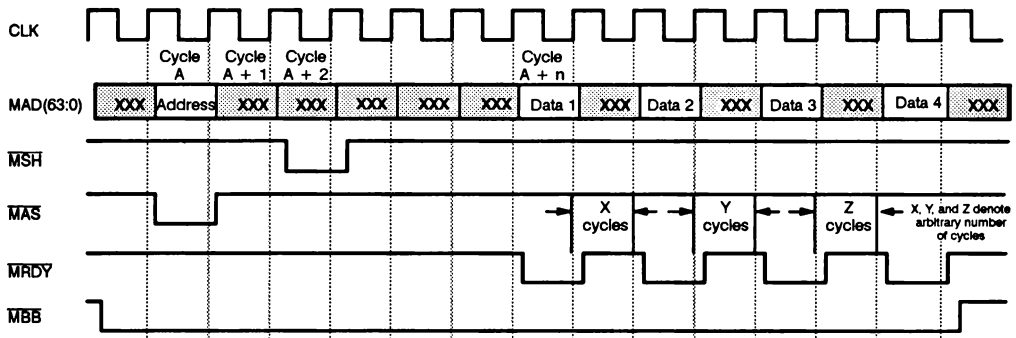 CLK
Cycle A
Cycle A + 1
Cycle A + 2
Cycle A + n
MAD(63:0)
XXX Address XXX XXX XXX XXX XXX Data 1 XXX Data 2 XXX Data 3 XXX Data 4 XXX
MSH
MAS
X cycles
Y cycles
Z cycles
X, Y, and Z denote
arbitrary number
of cycles
MRDY
MBB